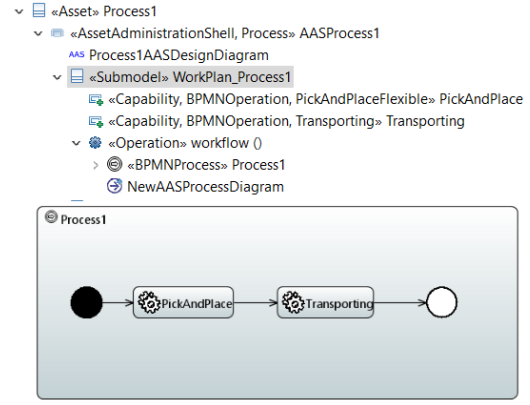 «Asset» Process1
«AssetAdministrationShell, Process» AASProcess1
AAS Process1AASDesignDiagram
«Submodel» WorkPlan_Process1
«Capability, BPMNOperation, PickAndPlaceFlexible» PickAndPlace
«Capability, BPMNOperation, Transporting» Transporting
«Operation» workflow ()
«BPMNProcess» Process1
NewAASProcessDiagram
Process1
PickAndPlace
Transporting